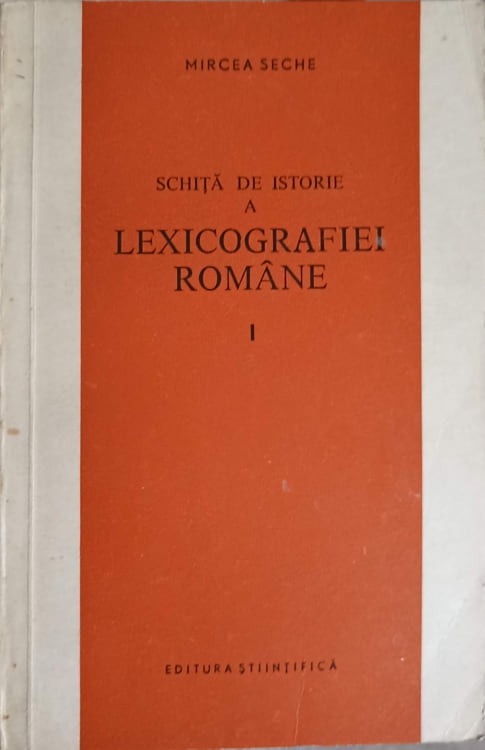 MIRCEA SECHE
SCHIȚĂ DE ISTORIE
A
LEXICOGRAFIEI
ROMÂNE
I
EDITURA ȘTIINȚIFICĂ